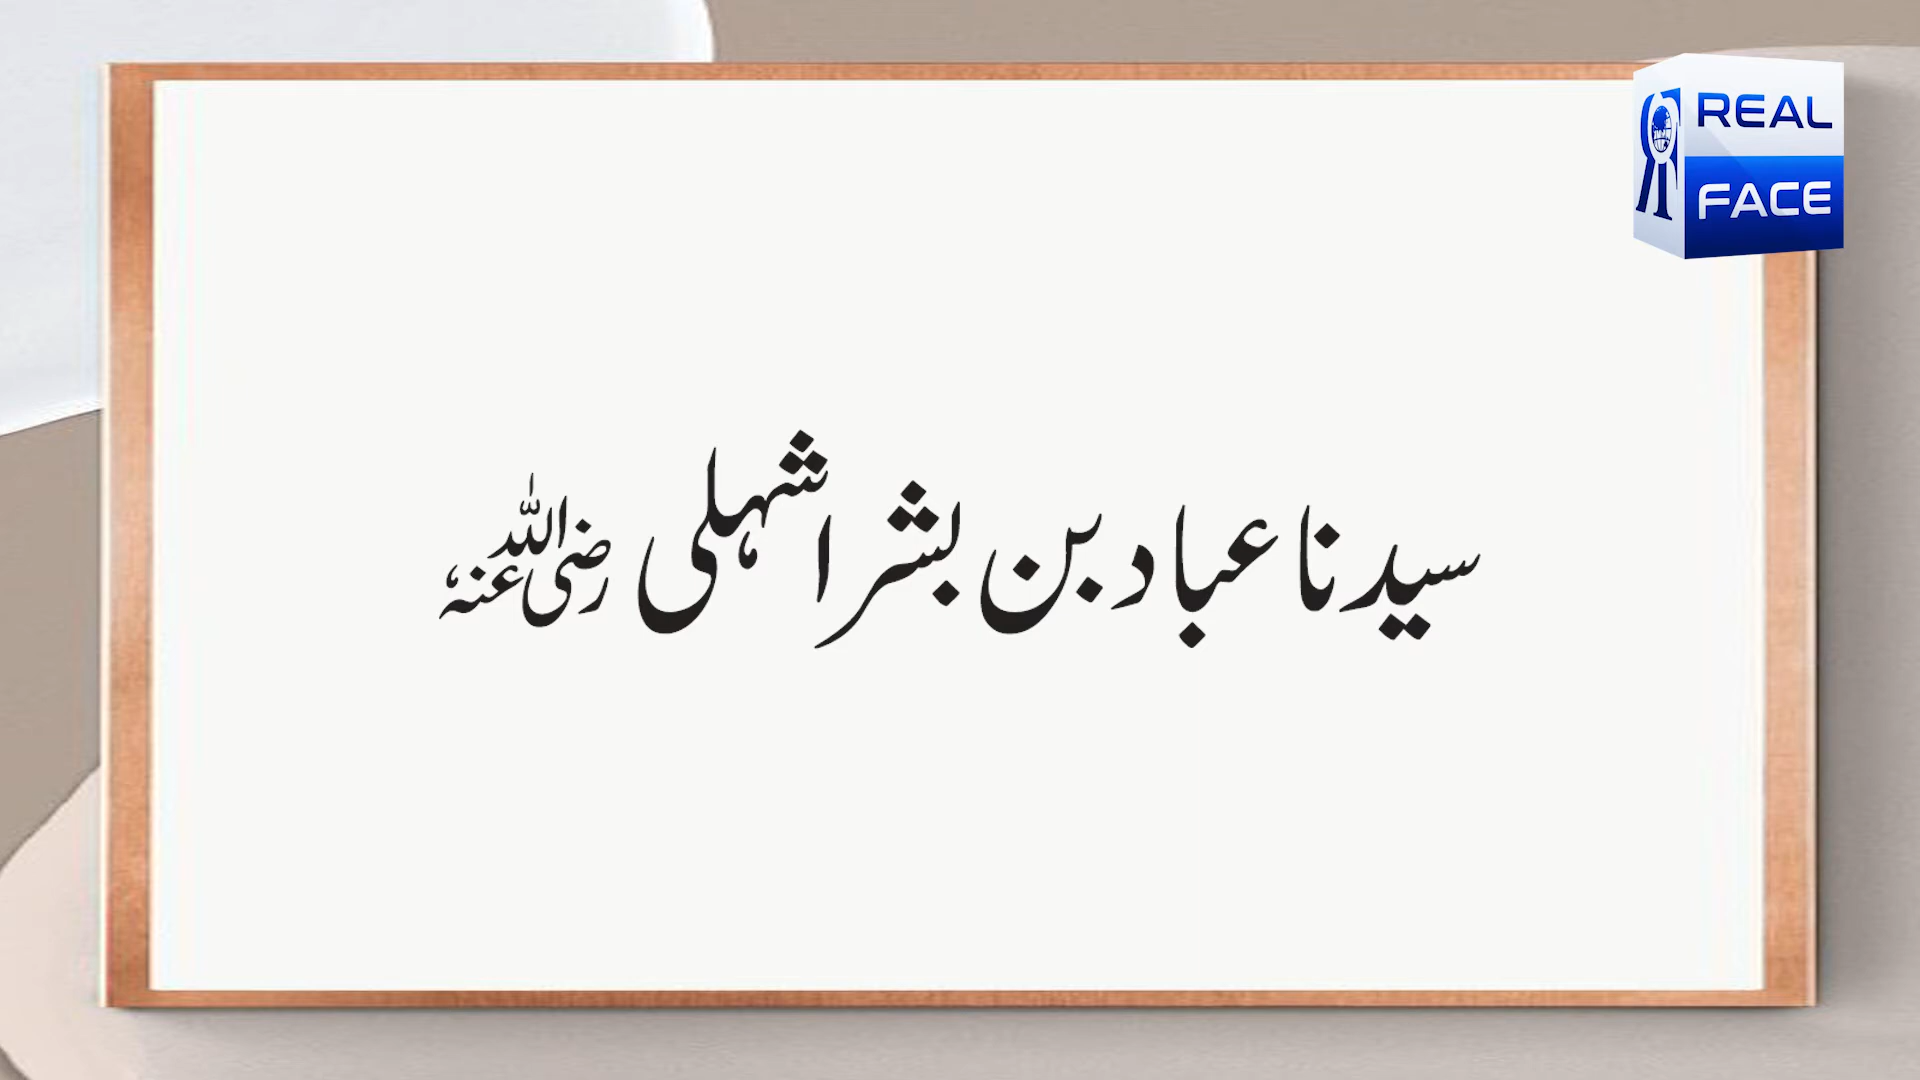 REAL
FACE
سیدنا عباد بن بشر اشہلی رضی اللہ عنہ